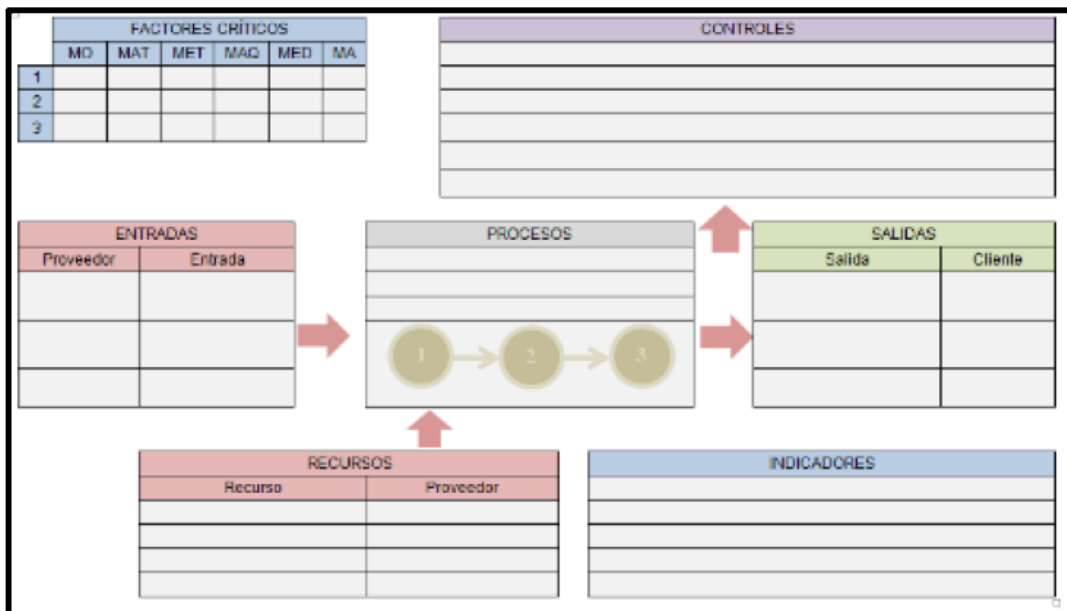 FACTORES CRÍTICOS
MO MAT MET MAQ MED MA
1
2
3
CONTROLES
ENTRADAS
Proveedor Entrada
PROCESOS
1 2 3
SALIDAS
Salida Cliente
RECURSOS
Recurso Proveedor
INDICADORES